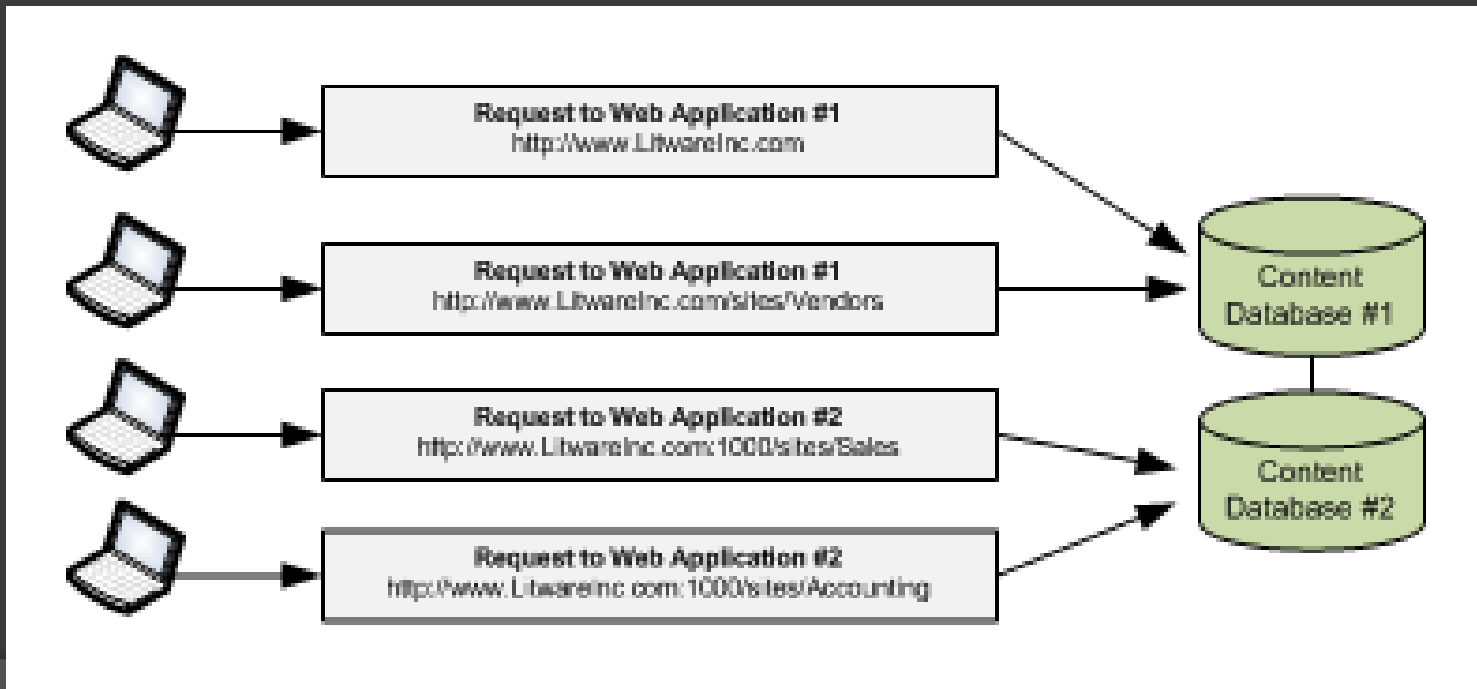 Request to Web Application #1
http://www.LitwareInc.com
Request to Web Application #1
http://www.LitwareInc.com/sites/Vendors
Content
Database #1
Request to Web Application #2
http://www.LitwareInc.com:1000/sites/Sales
Content
Database #2
Request to Web Application #2
http://www.LitwareInc.com:1000/sites/Accounting